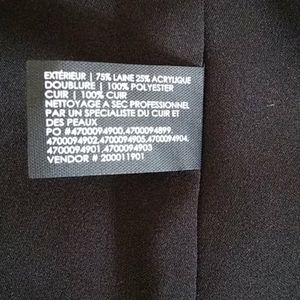 EXTÉRIEUR | 75% LAINE 25% ACRYLIQUE
DOUBLURE | 100% POLYESTER
CUIR | 100% CUIR
NETTOYAGE A SEC PROFESSIONNEL
PAR UN SPECIALISTE DU CUIR ET
DES PEAUX
PO #4700094900,4700094899,
4700094902,4700094905,4700094904,
4700094901,4700094903
VENDOR # 200011901